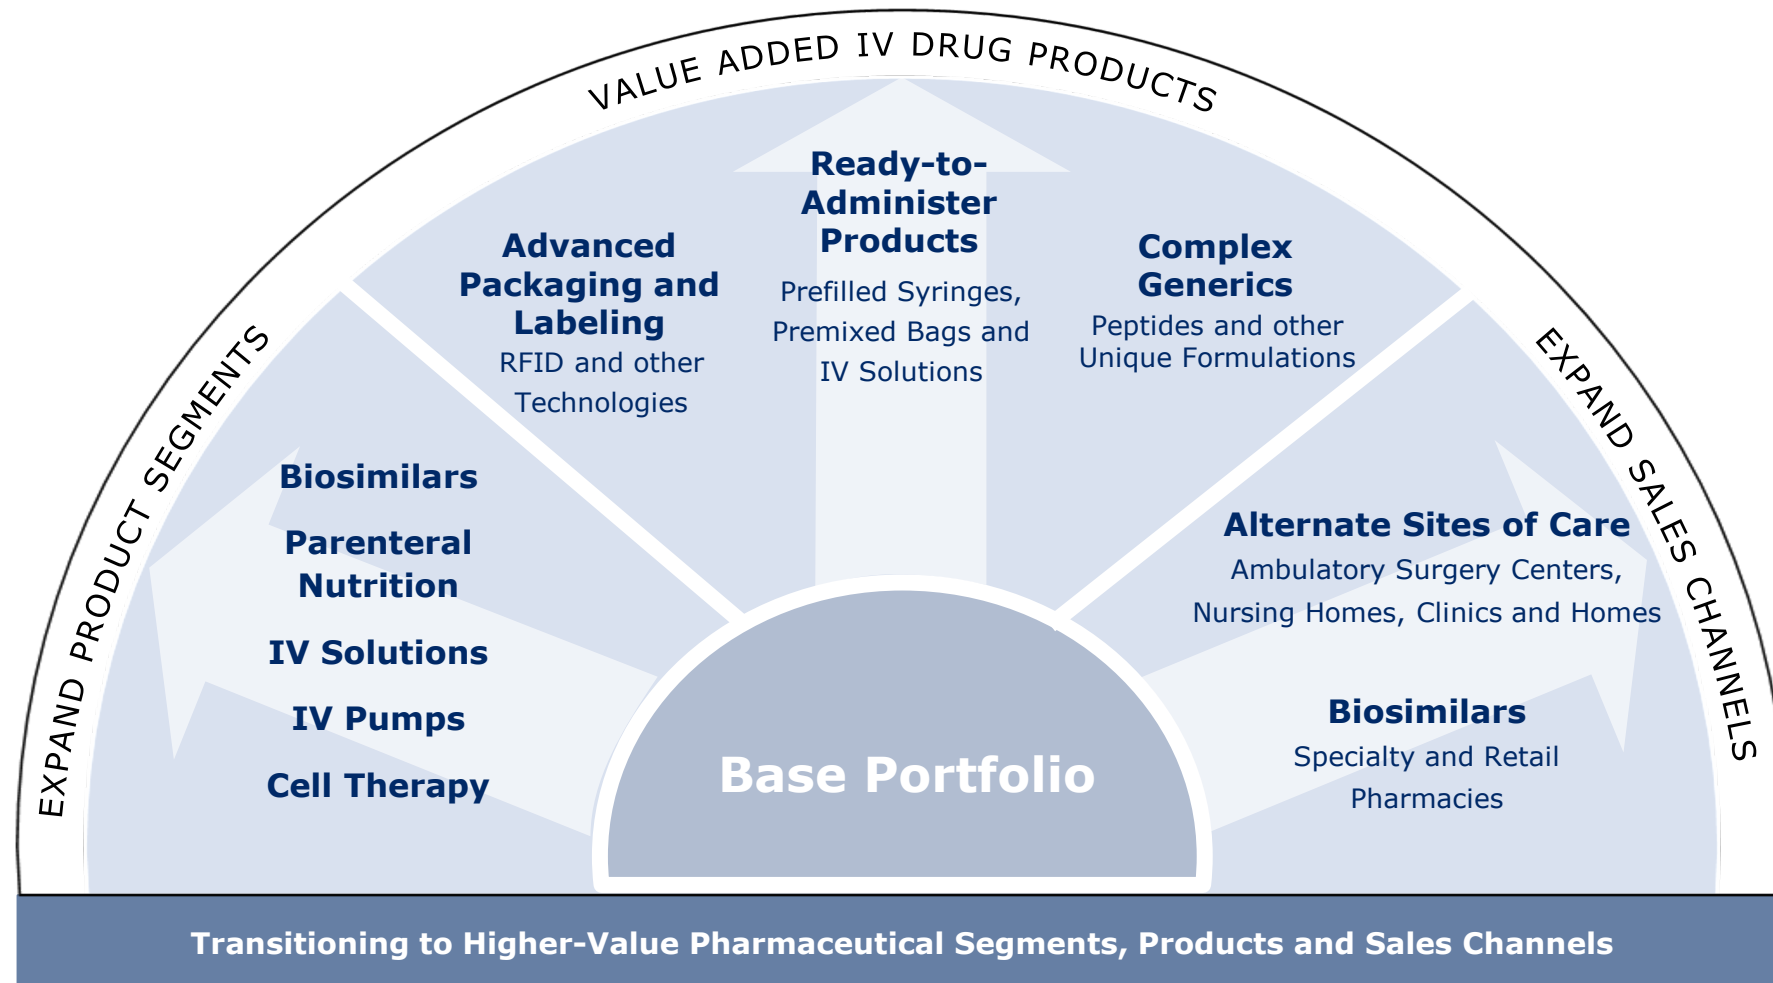 VALUE ADDED IV DRUG PRODUCTS
EXPAND PRODUCT SEGMENTS
EXPAND SALES CHANNELS
Advanced
Packaging and
Labeling
RFID and other
Technologies
Ready-to-
Administer
Products
Prefilled Syringes,
Premixed Bags and
IV Solutions
Complex
Generics
Peptides and other
Unique Formulations
Biosimilars
Parenteral
Nutrition
IV Solutions
IV Pumps
Cell Therapy
Alternate Sites of Care
Ambulatory Surgery Centers,
Nursing Homes, Clinics and Homes
Biosimilars
Specialty and Retail
Pharmacies
Base Portfolio
Transitioning to Higher-Value Pharmaceutical Segments, Products and Sales Channels